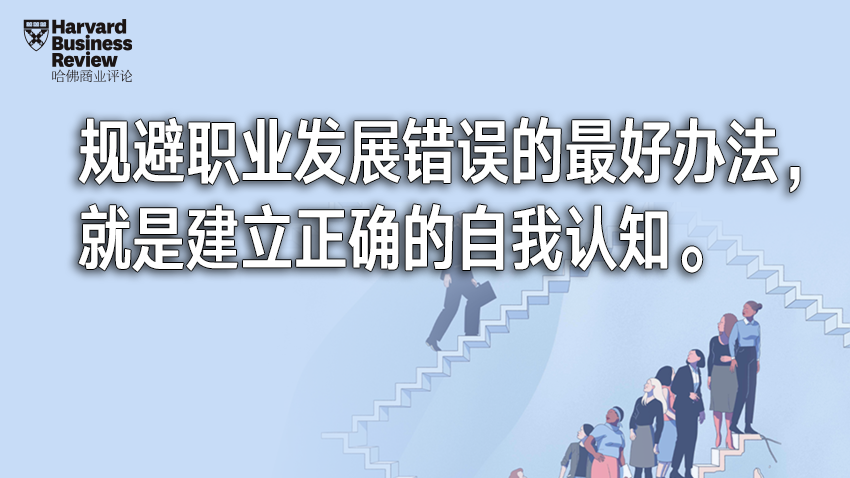 Harvard
Business
Review
哈佛商业评论
规避职业发展错误的最好办法，
就是建立正确的自我认知。